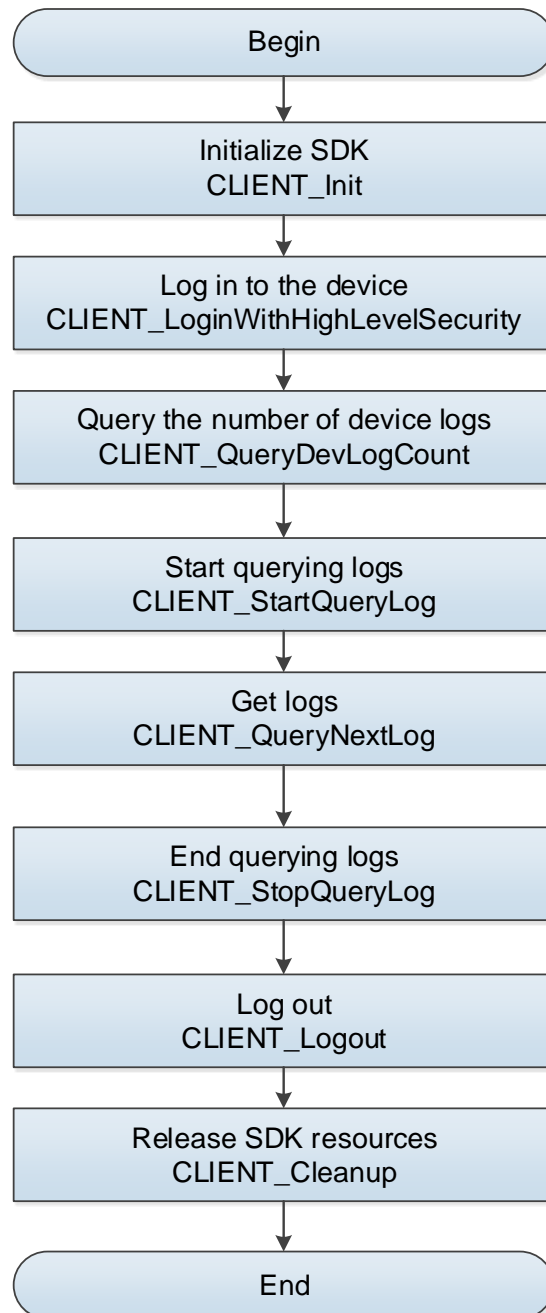 Begin
Initialize SDK
CLIENT_Init
Log in to the device
CLIENT_LoginWithHighLevelSecurity
Query the number of device logs
CLIENT_QueryDevLogCount
Start querying logs
CLIENT_StartQueryLog
Get logs
CLIENT_QueryNextLog
End querying logs
CLIENT_StopQueryLog
Log out
CLIENT_Logout
Release SDK resources
CLIENT_Cleanup
End